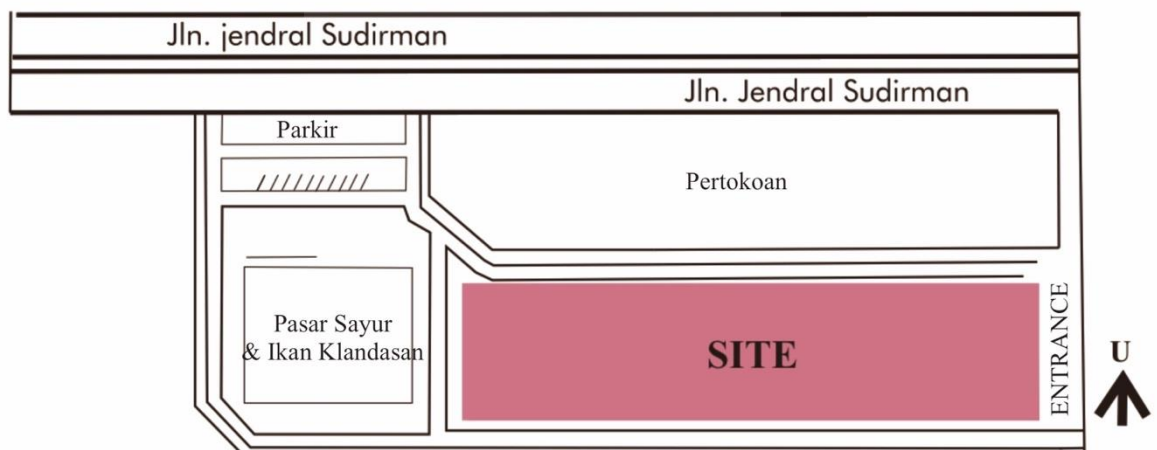 Jln. jendral Sudirman
Jln. Jendral Sudirman
Parkir
Pertokoan
Pasar Sayur
& Ikan Klandasan
SITE
ENTRANCE
U